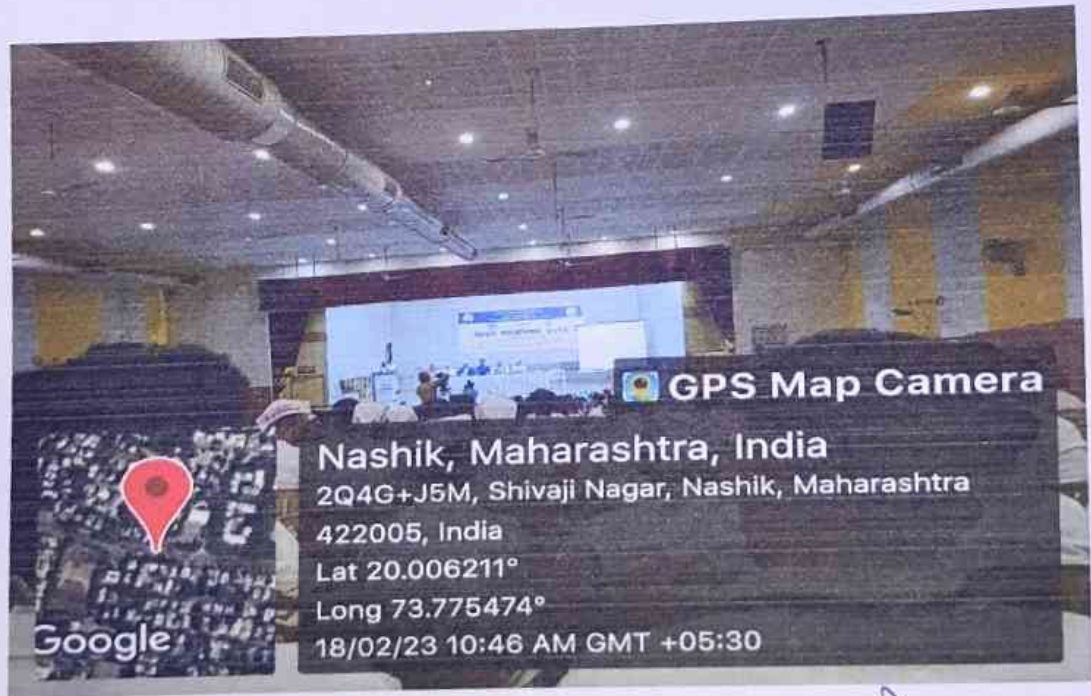 GPS Map Camera
Nashik, Maharashtra, India
2Q4G+J5M, Shivaji Nagar, Nashik, Maharashtra
422005, India
Lat 20.006211°
Long 73.775474°
18/02/23 10:46 AM GMT +05:30
Google